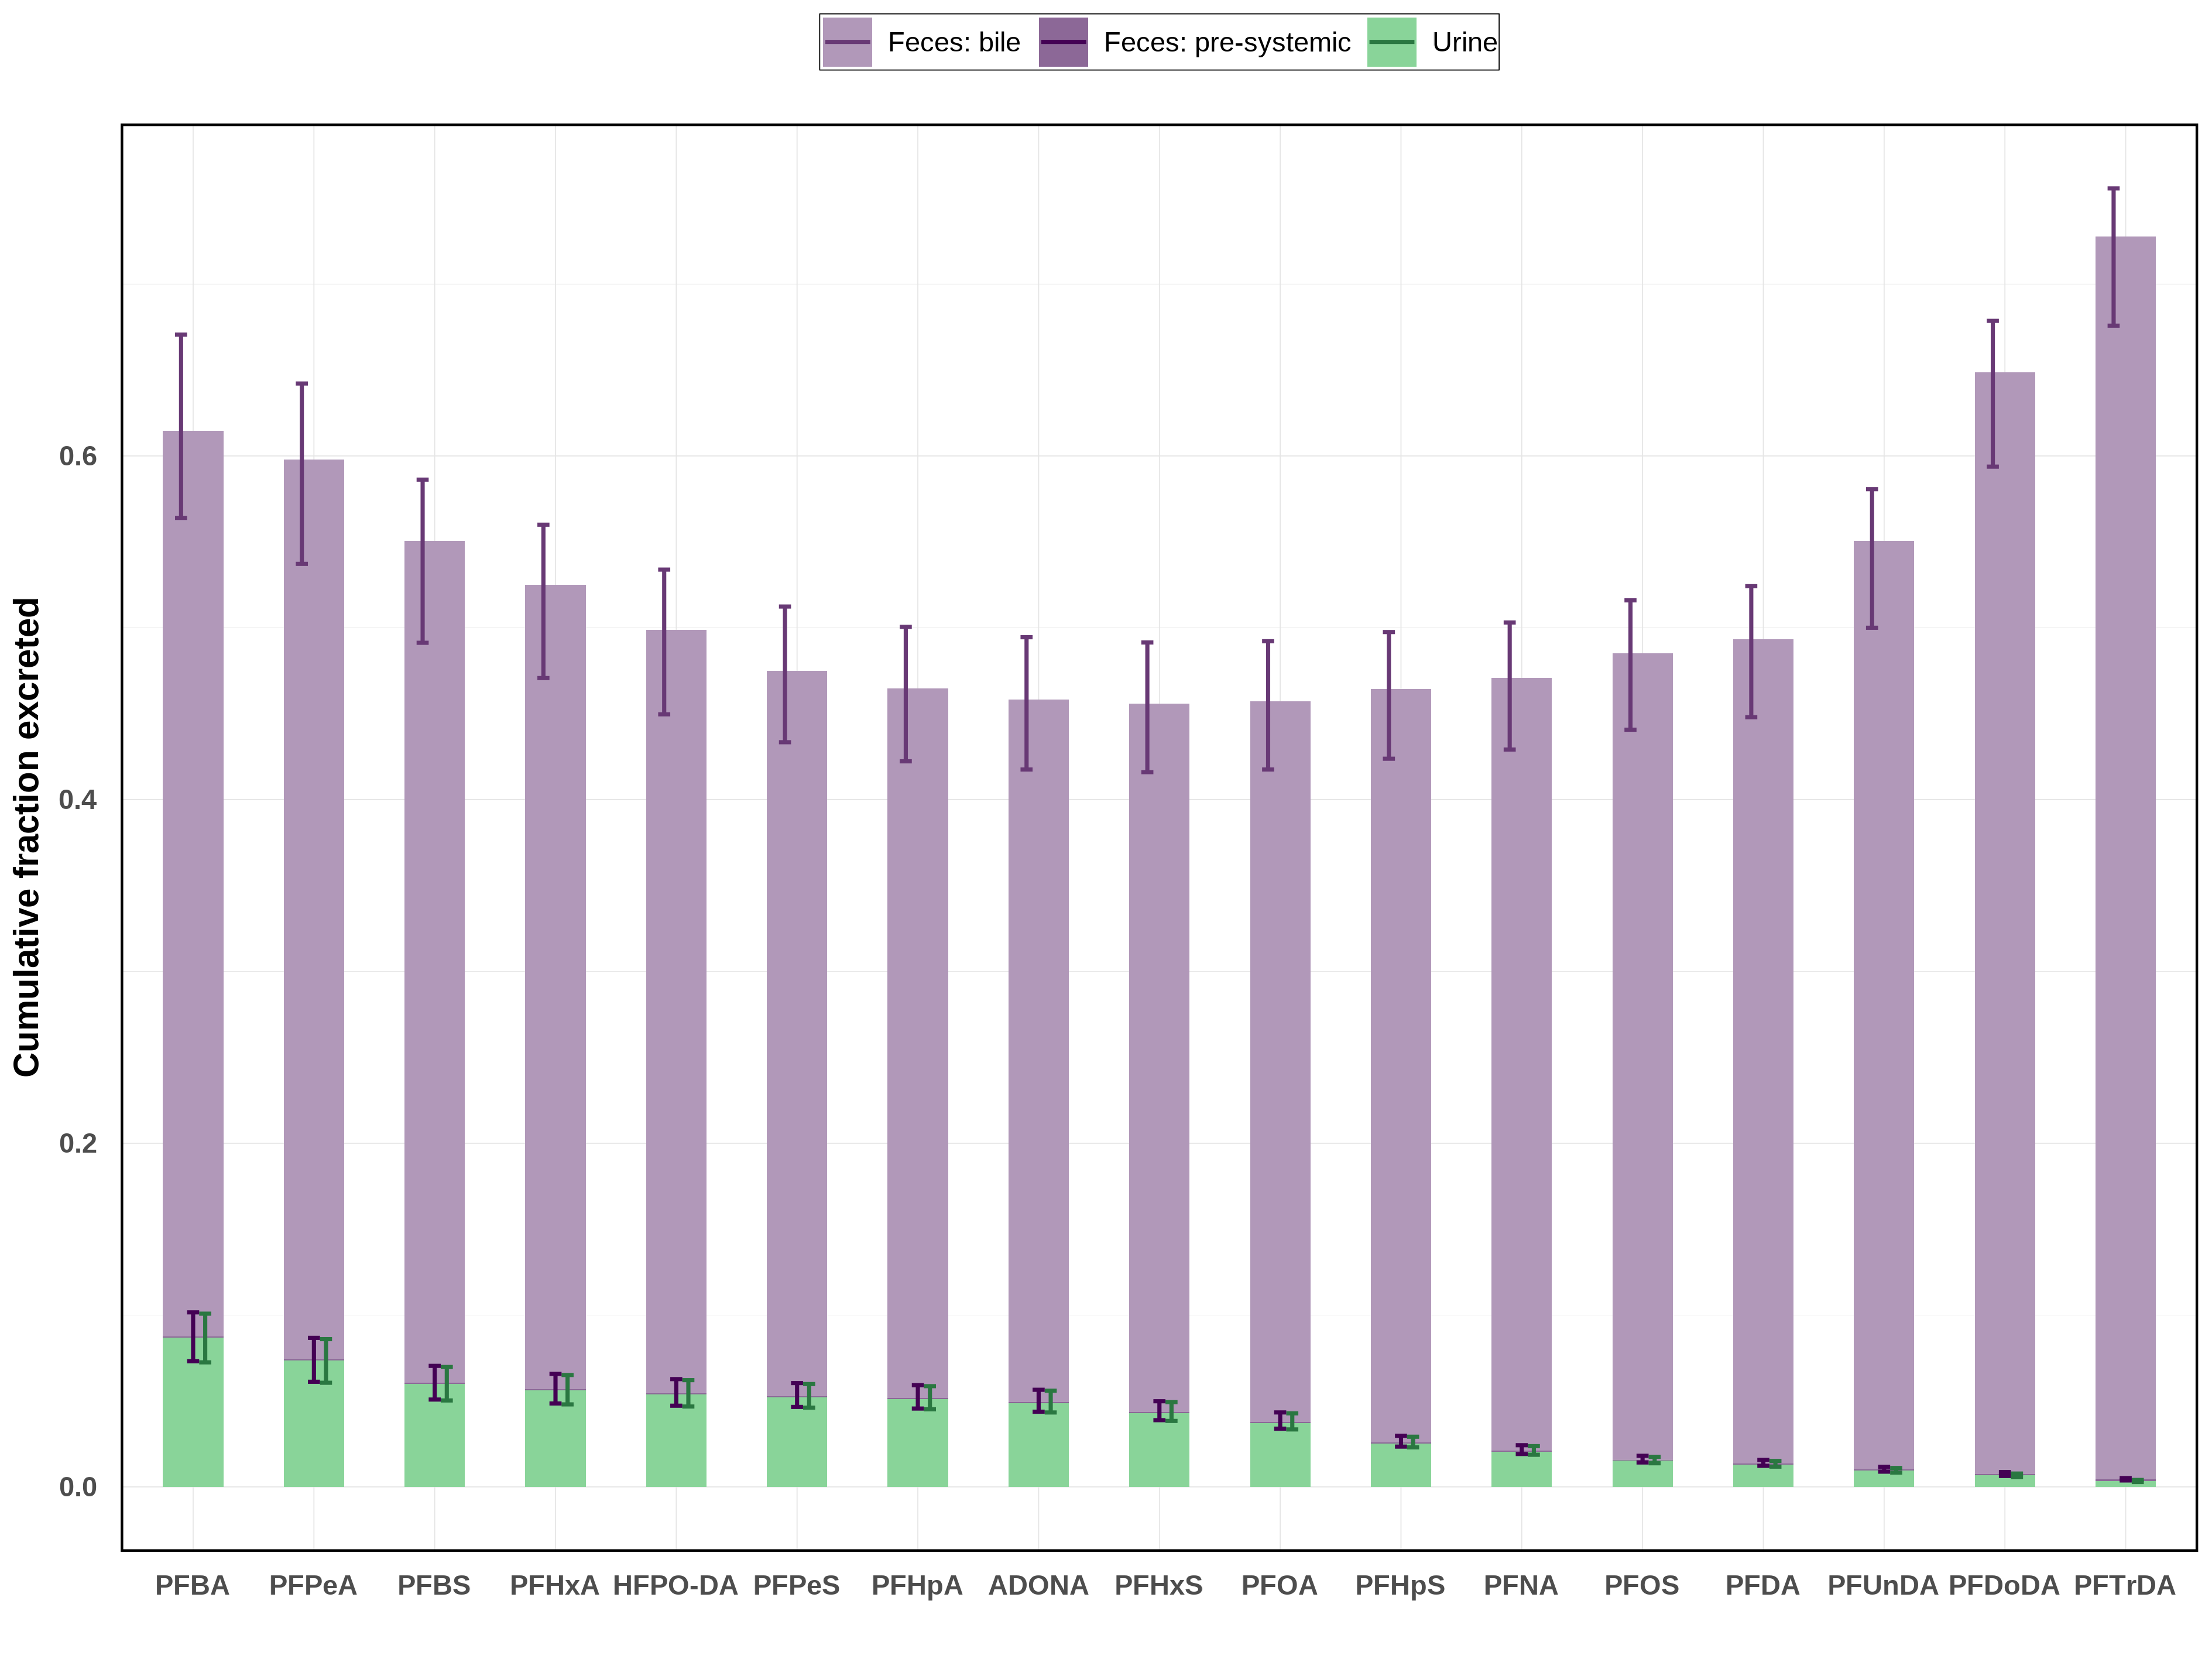 Feces: bile Feces: pre-systemic Urine
Cumulative fraction excreted
0.6
0.4
0.2
0.0
PFBA PFPeA PFBS PFHxA HFPO-DA PFPeS PFHpA ADONA PFHxS PFOA PFHpS PFNA PFOS PFDA PFUnDA PFDoDA PFTrDA